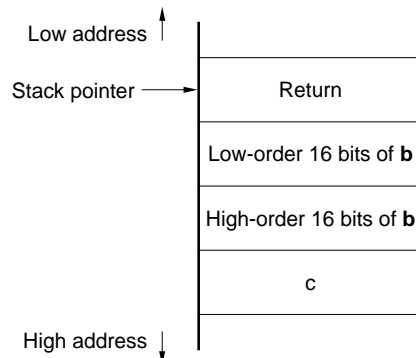 Low address
Stack pointer
Return
Low-order 16 bits of b
High-order 16 bits of b
c
High address